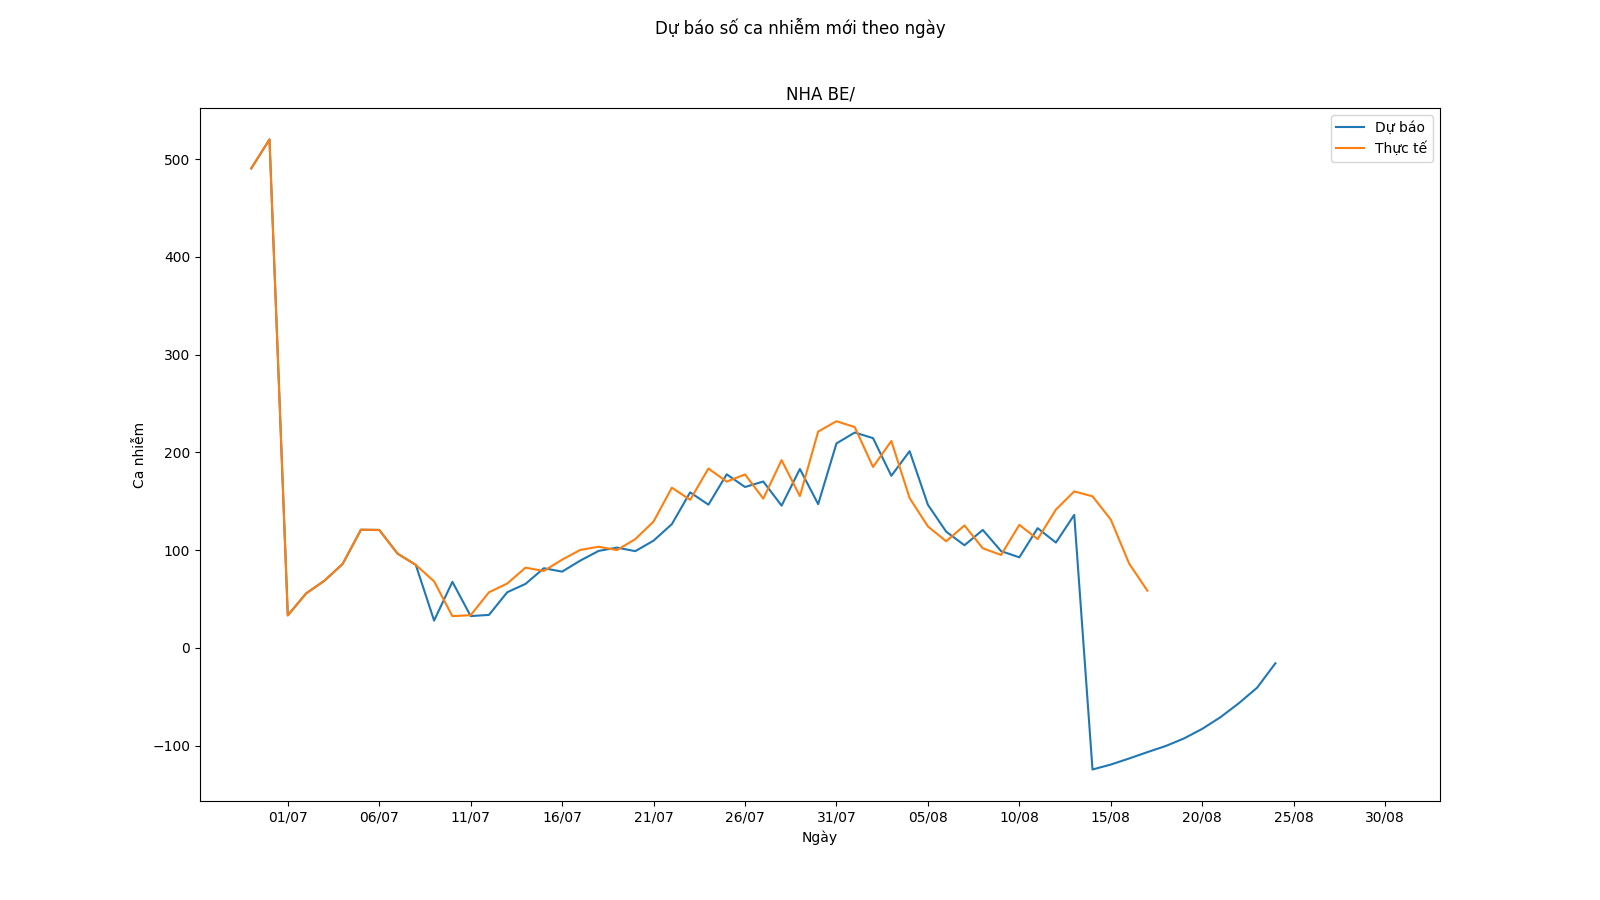 Dự báo số ca nhiễm mới theo ngày
NHA BE/
Dự báo
Thực tế
500
400
300
200
100
0
−100
Ca nhiễm
01/07 06/07 11/07 16/07 21/07 26/07 31/07 05/08 10/08 15/08 20/08 25/08 30/08
Ngày